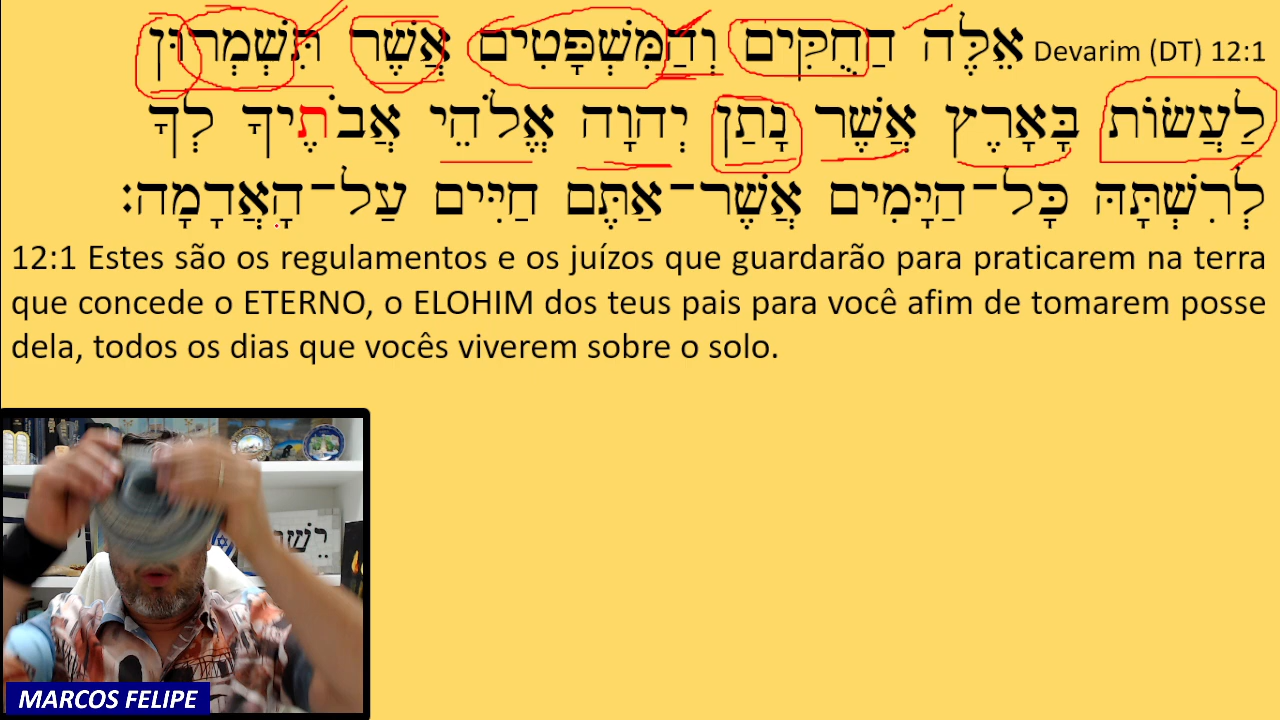 Devarim (DT) 12:1 אֵלֶּה הַחֻקִּים וְהַמִּשְׁפָּטִים אֲשֶׁר תִּשְׁמְרוּן
לַעֲשׂוֹת בָּאָרֶץ אֲשֶׁר נָתַן יְהוָה אֱלֹהֵי אֲבֹתֶיךָ לְךָ
לְרִשְׁתָּהּ כָּל־הַיָּמִים אֲשֶׁר־אַתֶּם חַיִּים עַל־הָאֲדָמָה׃
12:1 Estes são os regulamentos e os juízos que guardarão para praticarem na terra
que concede o ETERNO, o ELOHIM dos teus pais para você afim de tomarem posse
dela, todos os dias que vocês viverem sobre o solo.
MARCOS FELIPE